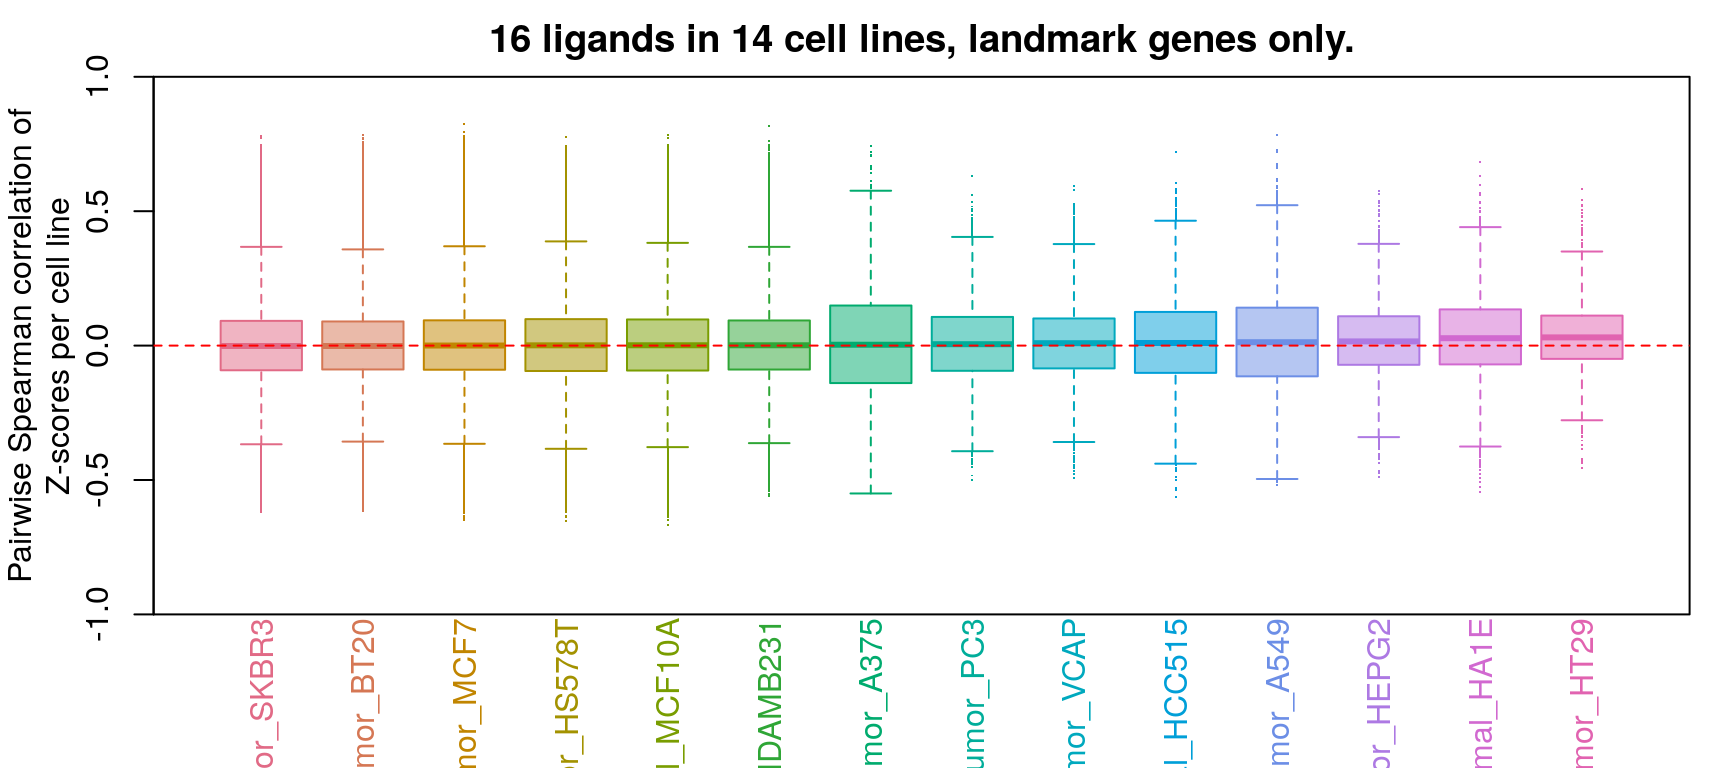 16 ligands in 14 cell lines, landmark genes only.
Pairwise Spearman correlation of
Z-scores per cell line
1.0
0.5
0.0
-0.5
-1.0
or_SKBR3
mor_BT20
mor_MCF7
or_HS578T
l_MCF10A
IDAMB231
mor_A375
umor_PC3
mor_VCAP
al_HCC515
mor_A549
or_HEPG2
mal_HA1E
mor_HT29